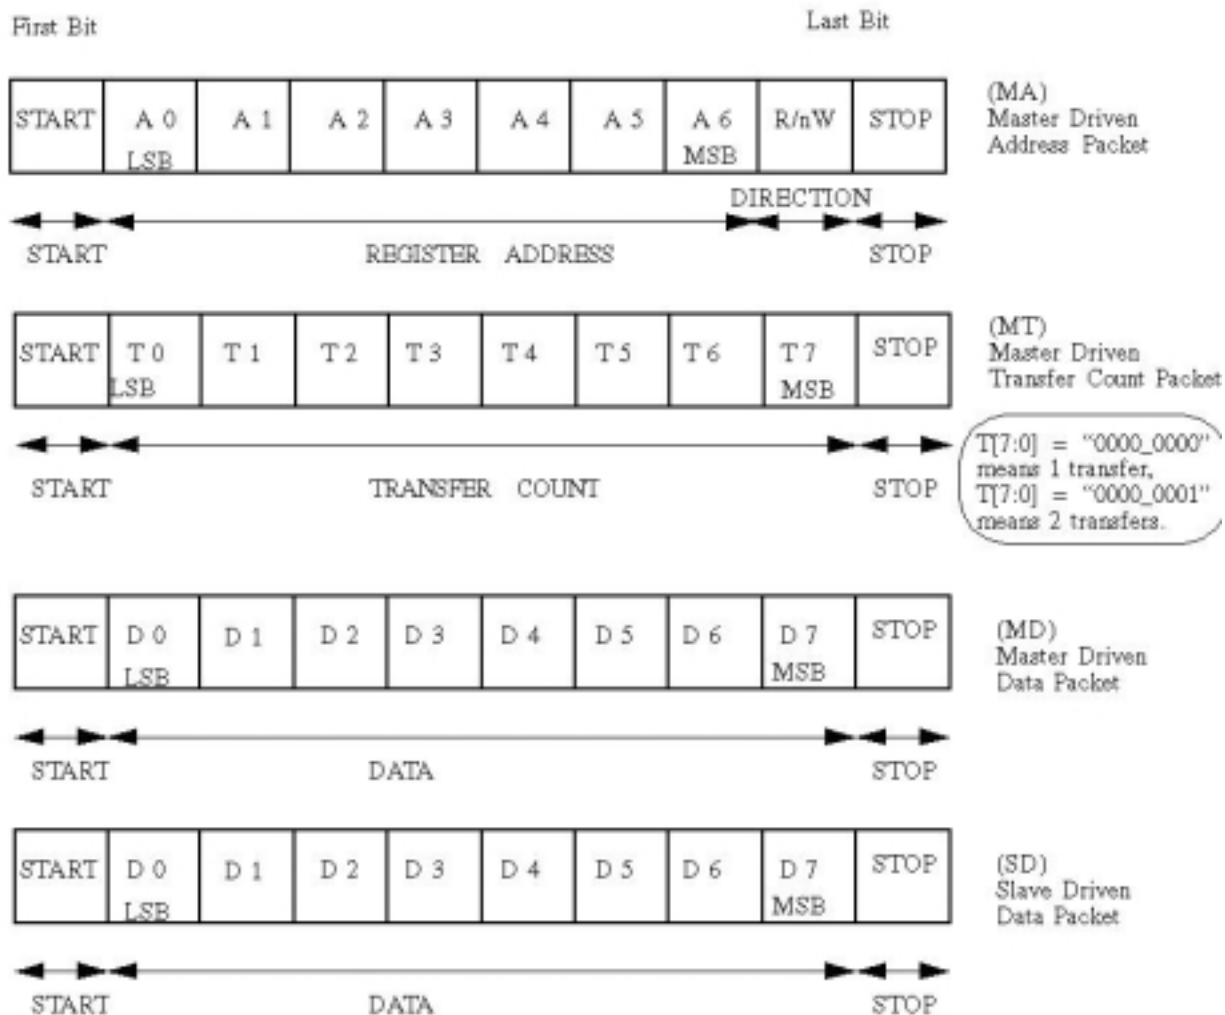 First Bit Last Bit
START A 0 A 1 A 2 A 3 A 4 A 5 A 6 R/nW STOP
LSB MSB
(MA)
Master Driven
Address Packet
DIRECTION
START REGISTER ADDRESS STOP
START T 0 T 1 T 2 T 3 T 4 T 5 T 6 T 7 STOP
LSB MSB
(MT)
Master Driven
Transfer Count Packet
START TRANSFER COUNT STOP
T[7:0] = "0000_0000"
means 1 transfer,
T[7:0] = "0000_0001"
means 2 transfers.
START D 0 D 1 D 2 D 3 D 4 D 5 D 6 D 7 STOP
LSB MSB
(MD)
Master Driven
Data Packet
START DATA STOP
START D 0 D 1 D 2 D 3 D 4 D 5 D 6 D 7 STOP
LSB MSB
(SD)
Slave Driven
Data Packet
START DATA STOP